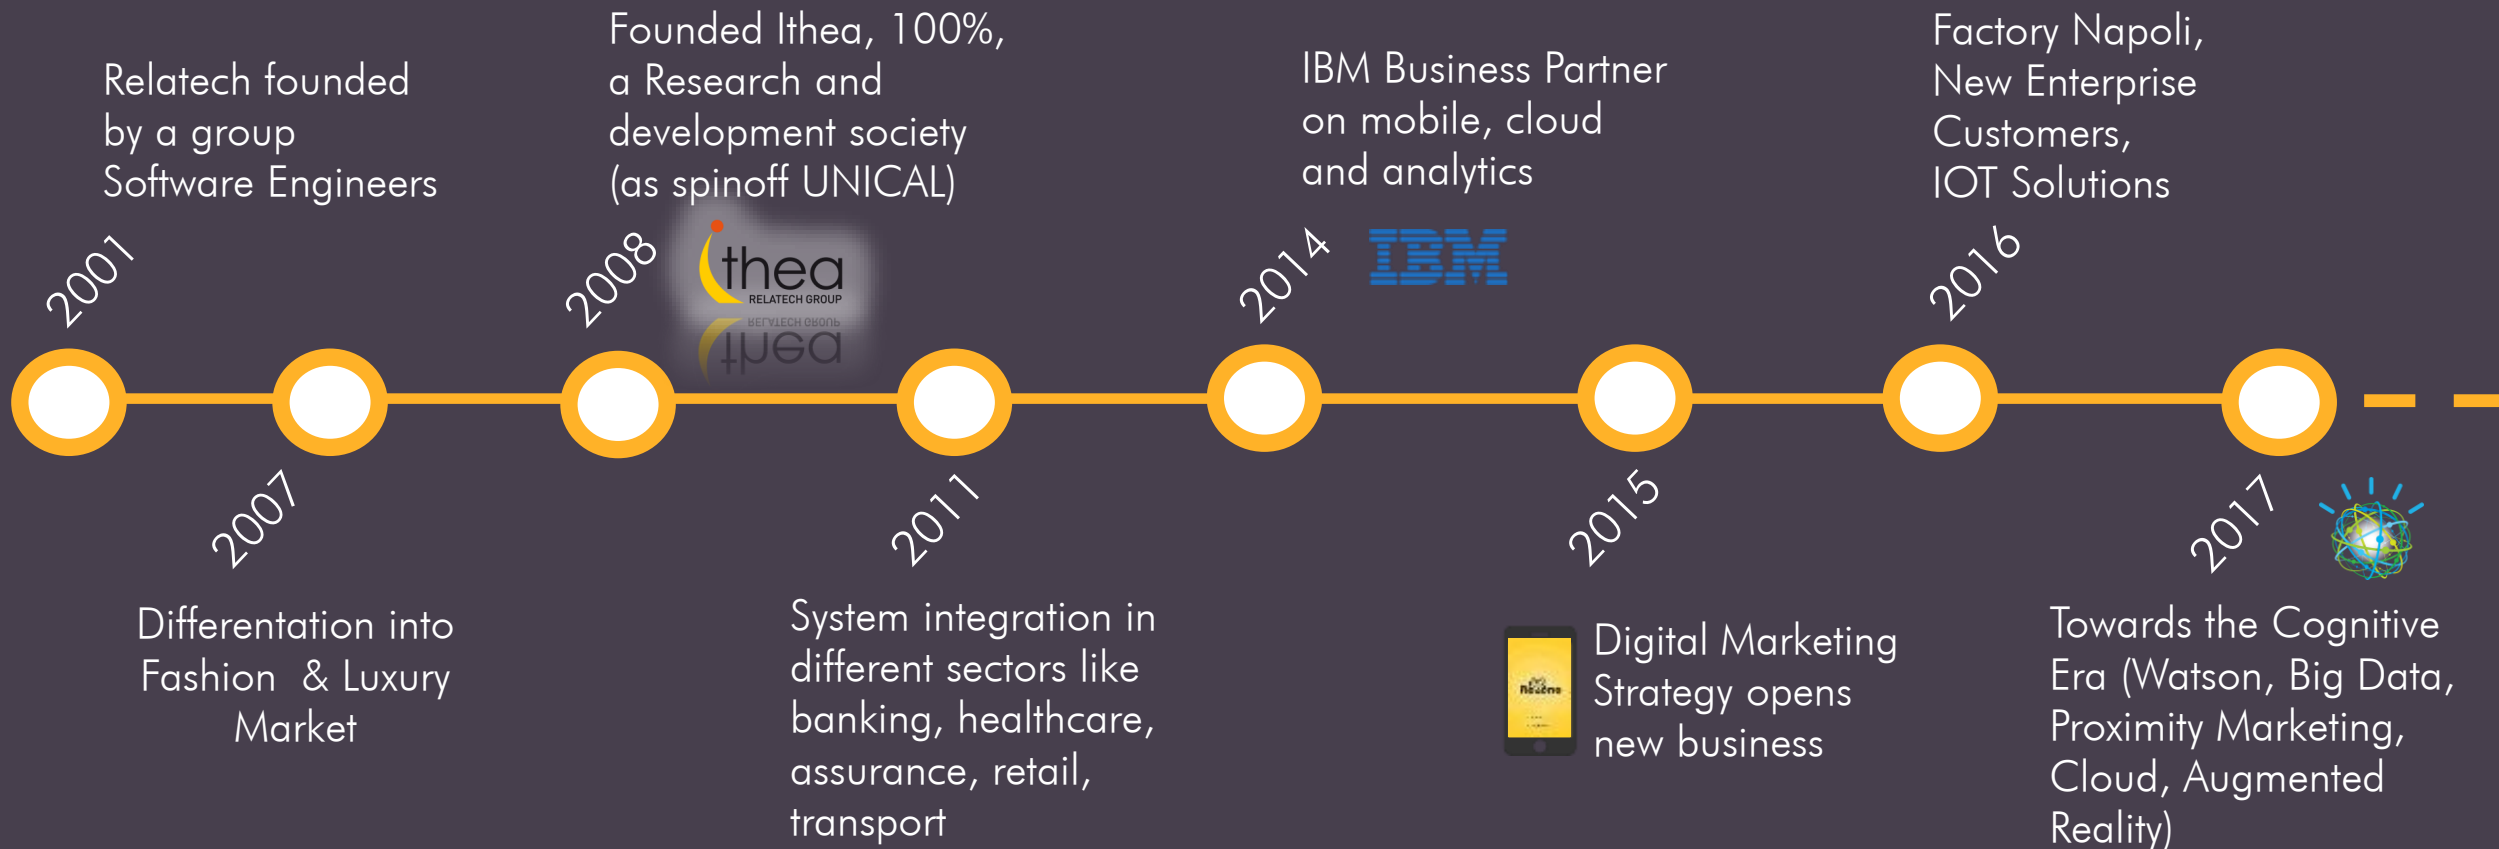 2001
Relatech founded
by a group
Software Engineers
2007
Differentation into
Fashion & Luxury
Market
2008
Founded Ithea, 100%,
a Research and
development society
(as spinoff UNICAL)
thea
RELATECH GROUP
2011
System integration in
different sectors like
banking, healthcare,
assurance, retail,
transport
2014
IBM Business Partner
on mobile, cloud
and analytics
IBM
2015
Digital Marketing
Strategy opens
new business
2016
Factory Napoli,
New Enterprise
Customers,
IOT Solutions
2017
Towards the Cognitive
Era (Watson, Big Data,
Proximity Marketing,
Cloud, Augmented
Reality)